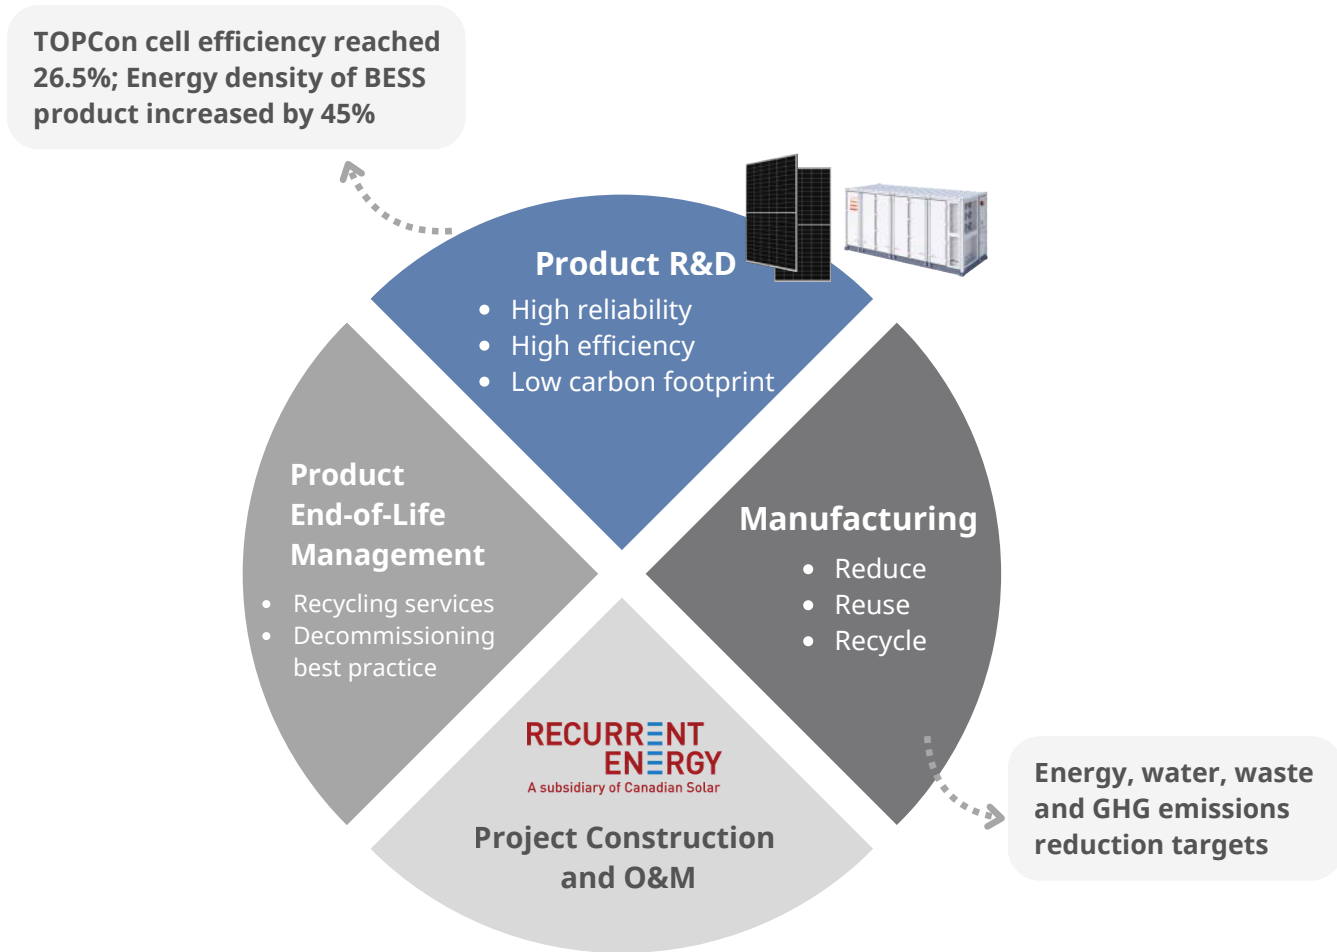 TOPCon cell efficiency reached
26.5%; Energy density of BESS
product increased by 45%
Product R&D
• High reliability
• High efficiency
• Low carbon footprint
Product
End-of-Life
Management
• Recycling services
• Decommissioning
best practice
Manufacturing
• Reduce
• Reuse
• Recycle
RECURRENT
ENERGY
A subsidiary of Canadian Solar
Project Construction
and O&M
Energy, water, waste
and GHG emissions
reduction targets